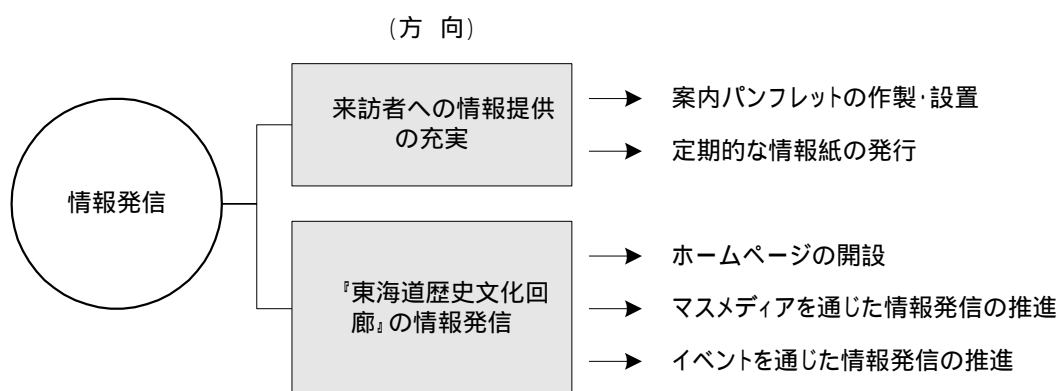 (方 向)
情報発信
来訪者への情報提供
の充実
案内パンフレットの作製・設置
定期的な情報紙の発行
『東海道歴史文化回
廊』の情報発信
ホームページの開設
マスメディアを通じた情報発信の推進
イベントを通じた情報発信の推進